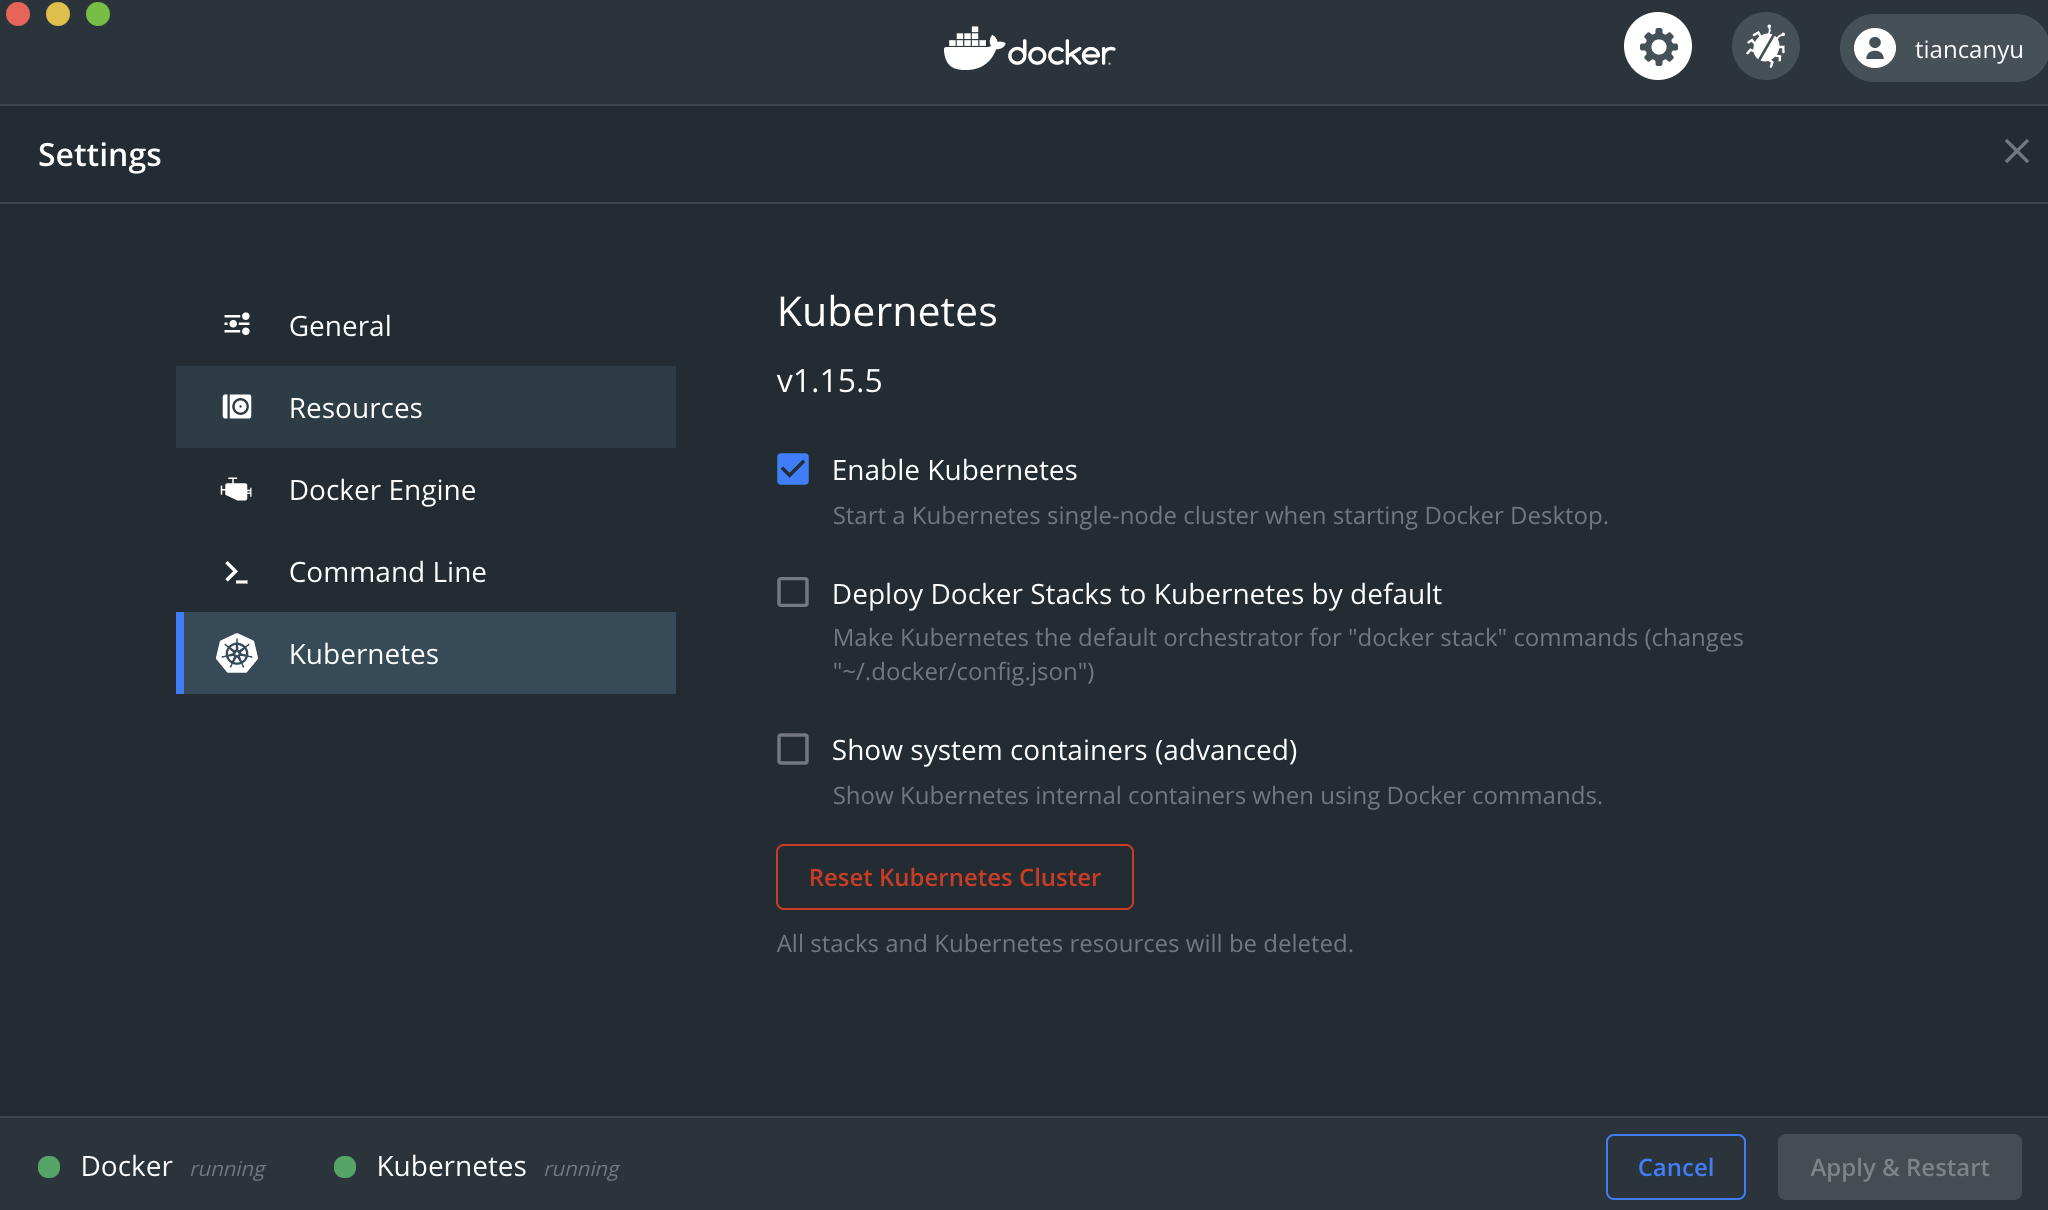 docker
tiancanyu
Settings
General
Resources
Docker Engine
Command Line
Kubernetes
Kubernetes
v1.15.5
Enable Kubernetes
Start a Kubernetes single-node cluster when starting Docker Desktop.
Deploy Docker Stacks to Kubernetes by default
Make Kubernetes the default orchestrator for "docker stack" commands (changes
"~/.docker/config.json")
Show system containers (advanced)
Show Kubernetes internal containers when using Docker commands.
Reset Kubernetes Cluster
All stacks and Kubernetes resources will be deleted.
Docker running Kubernetes running
Cancel Apply & Restart